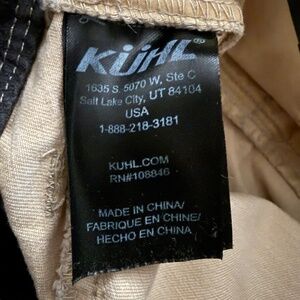 KÜHL®
1635 S. 5070 W. Ste C
Salt Lake City, UT 84104
USA
1-888-218-3181
KUHL.COM
RN#108846
MADE IN CHINA/
FABRIQUE EN CHINE/
HECHO EN CHINA